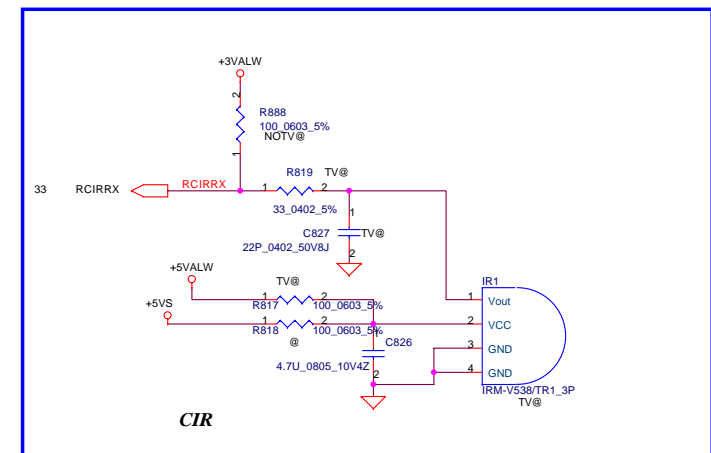 +3VALW
2
R888
100_0603_5%
NOTV@
1
R819 TV@
33 RCIRRX RCIRRX 1 2
33_0402_5%
1
C827 TV@
22P_0402_50V8J
2
+5VALW
TV@
IR1
+5VS
1 2
R817 100_0603_5%
1 Vout
1 2
R818 100_0603_5%
2 VCC
@
1
C826
3 GND
4.7U_0805_10V4Z
2
4 GND
IRM-V538/TR1_3P
TV@
CIR